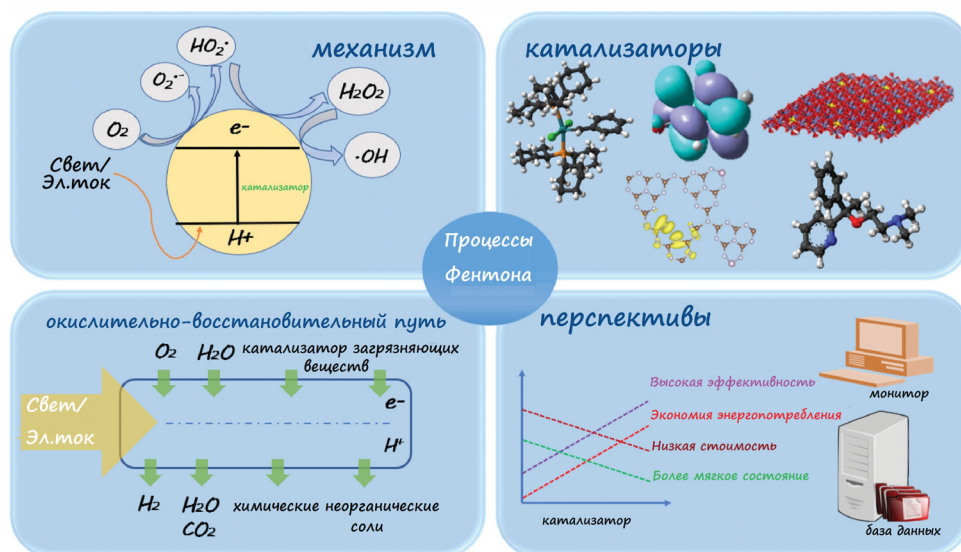 механизм
HO₂•
O₂•-
O₂
H₂O₂
•OH
e-
катализатор
H+
Свет/
Эл.ток
катализаторы
Процессы
Фентона
окислительно-восстановительный путь
O₂
H₂O
катализатор загрязняющих
веществ
Свет/
Эл.ток
e-
H⁺
H₂
H₂O
CO₂
химические неорганические
соли
перспективы
Высокая эффективность
Экономия энергопотребления
Низкая стоимость
Более мягкое состояние
катализатор
монитор
база данных